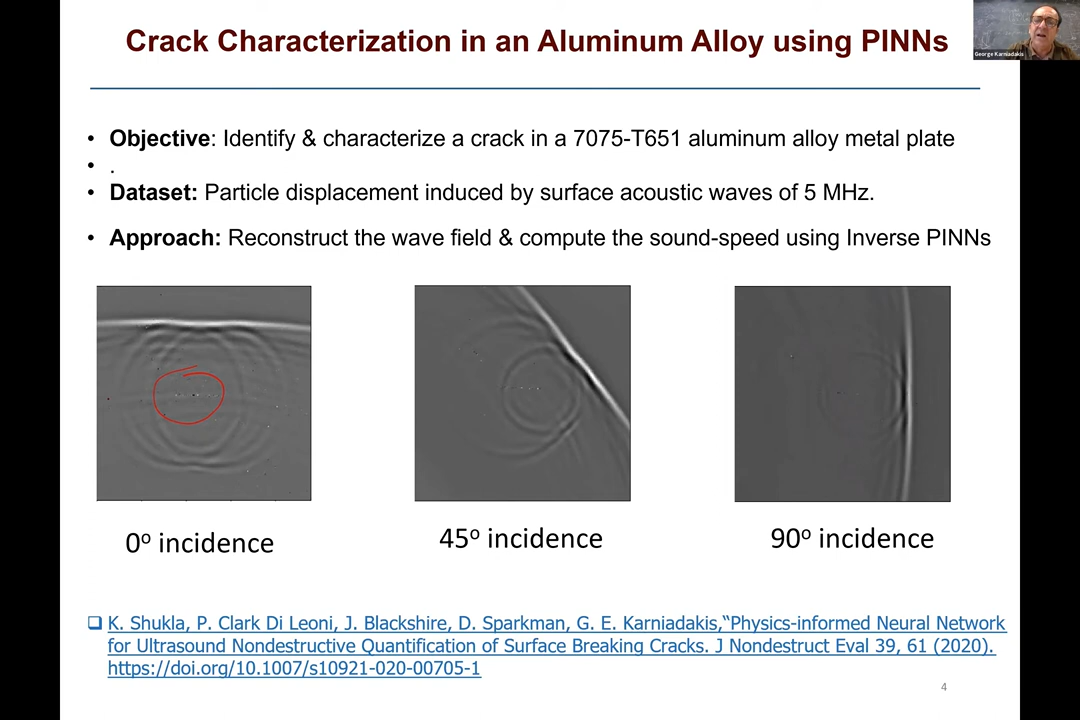 Crack Characterization in an Aluminum Alloy using PINNs
George Karniadakis
• Objective: Identify & characterize a crack in a 7075-T651 aluminum alloy metal plate
• .
• Dataset: Particle displacement induced by surface acoustic waves of 5 MHz.
• Approach: Reconstruct the wave field & compute the sound-speed using Inverse PINNs
0º incidence
45º incidence
90º incidence
❑ K. Shukla, P. Clark Di Leoni, J. Blackshire, D. Sparkman, G. E. Karniadakis,“Physics-informed Neural Network
for Ultrasound Nondestructive Quantification of Surface Breaking Cracks. J Nondestruct Eval 39, 61 (2020).
https://doi.org/10.1007/s10921-020-00705-1
4